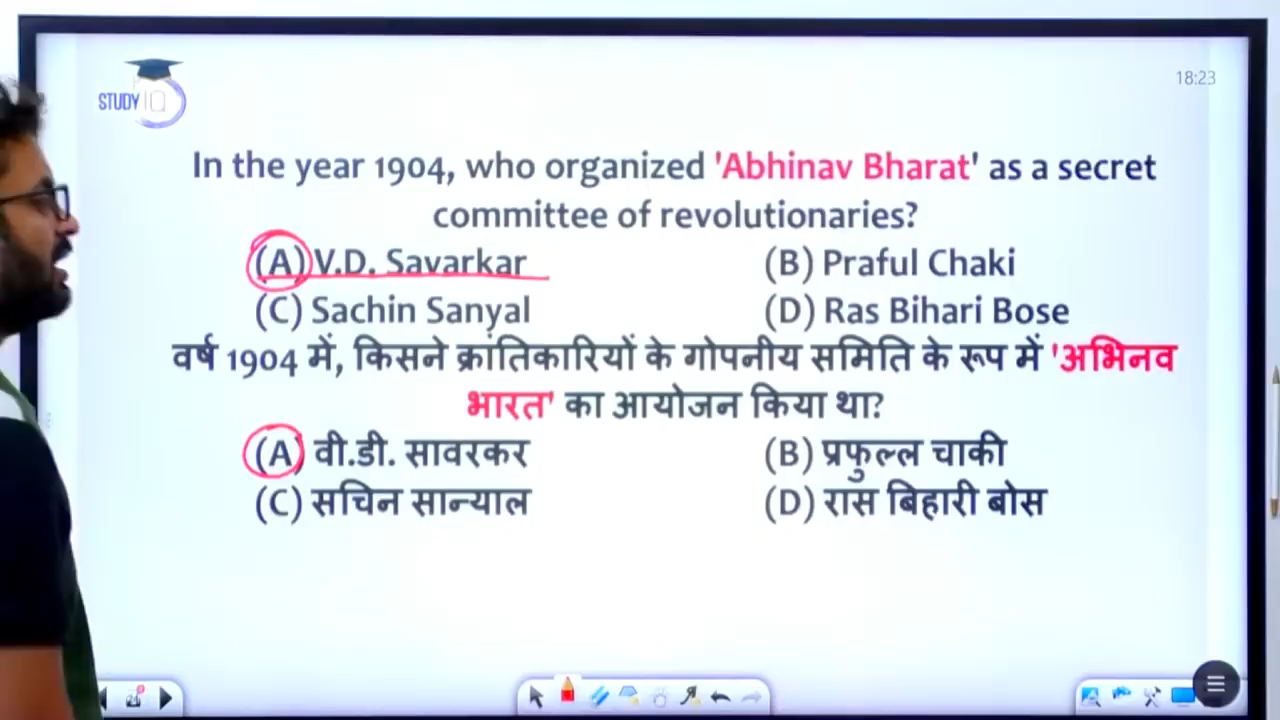 STUDY IQ
18:23
In the year 1904, who organized 'Abhinav Bharat' as a secret
committee of revolutionaries?
(A) V.D. Savarkar (B) Praful Chaki
(C) Sachin Sanyal (D) Ras Bihari Bose
वर्ष 1904 में, किसने क्रांतिकारियों के गोपनीय समिति के रूप में 'अभिनव
भारत' का आयोजन किया था?
(A) वी.डी. सावरकर (B) प्रफुल्ल चाकी
(C) सचिन सान्याल (D) रास बिहारी बोस